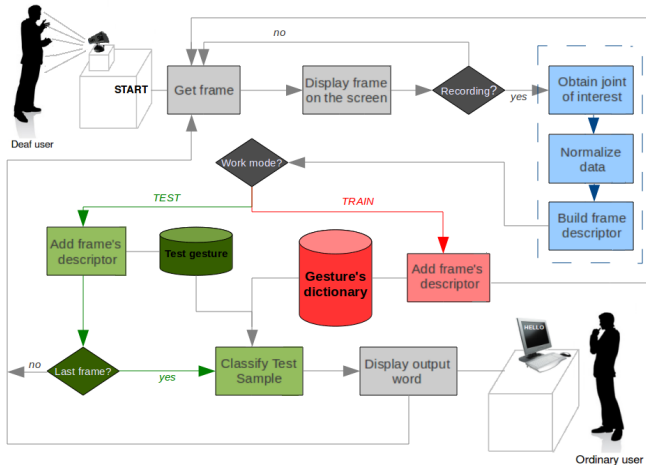 no
START
Get frame
Display frame
on the screen
Recording?
yes
Obtain joint
of interest
Deaf user
Work mode?
Normalize
data
TEST
TRAIN
Build frame
descriptor
Add frame's
descriptor
Test gesture
Gesture's
dictionary
Add frame's
descriptor
HELLO
no
Last frame?
yes
Classify Test
Sample
Display output
word
Ordinary user